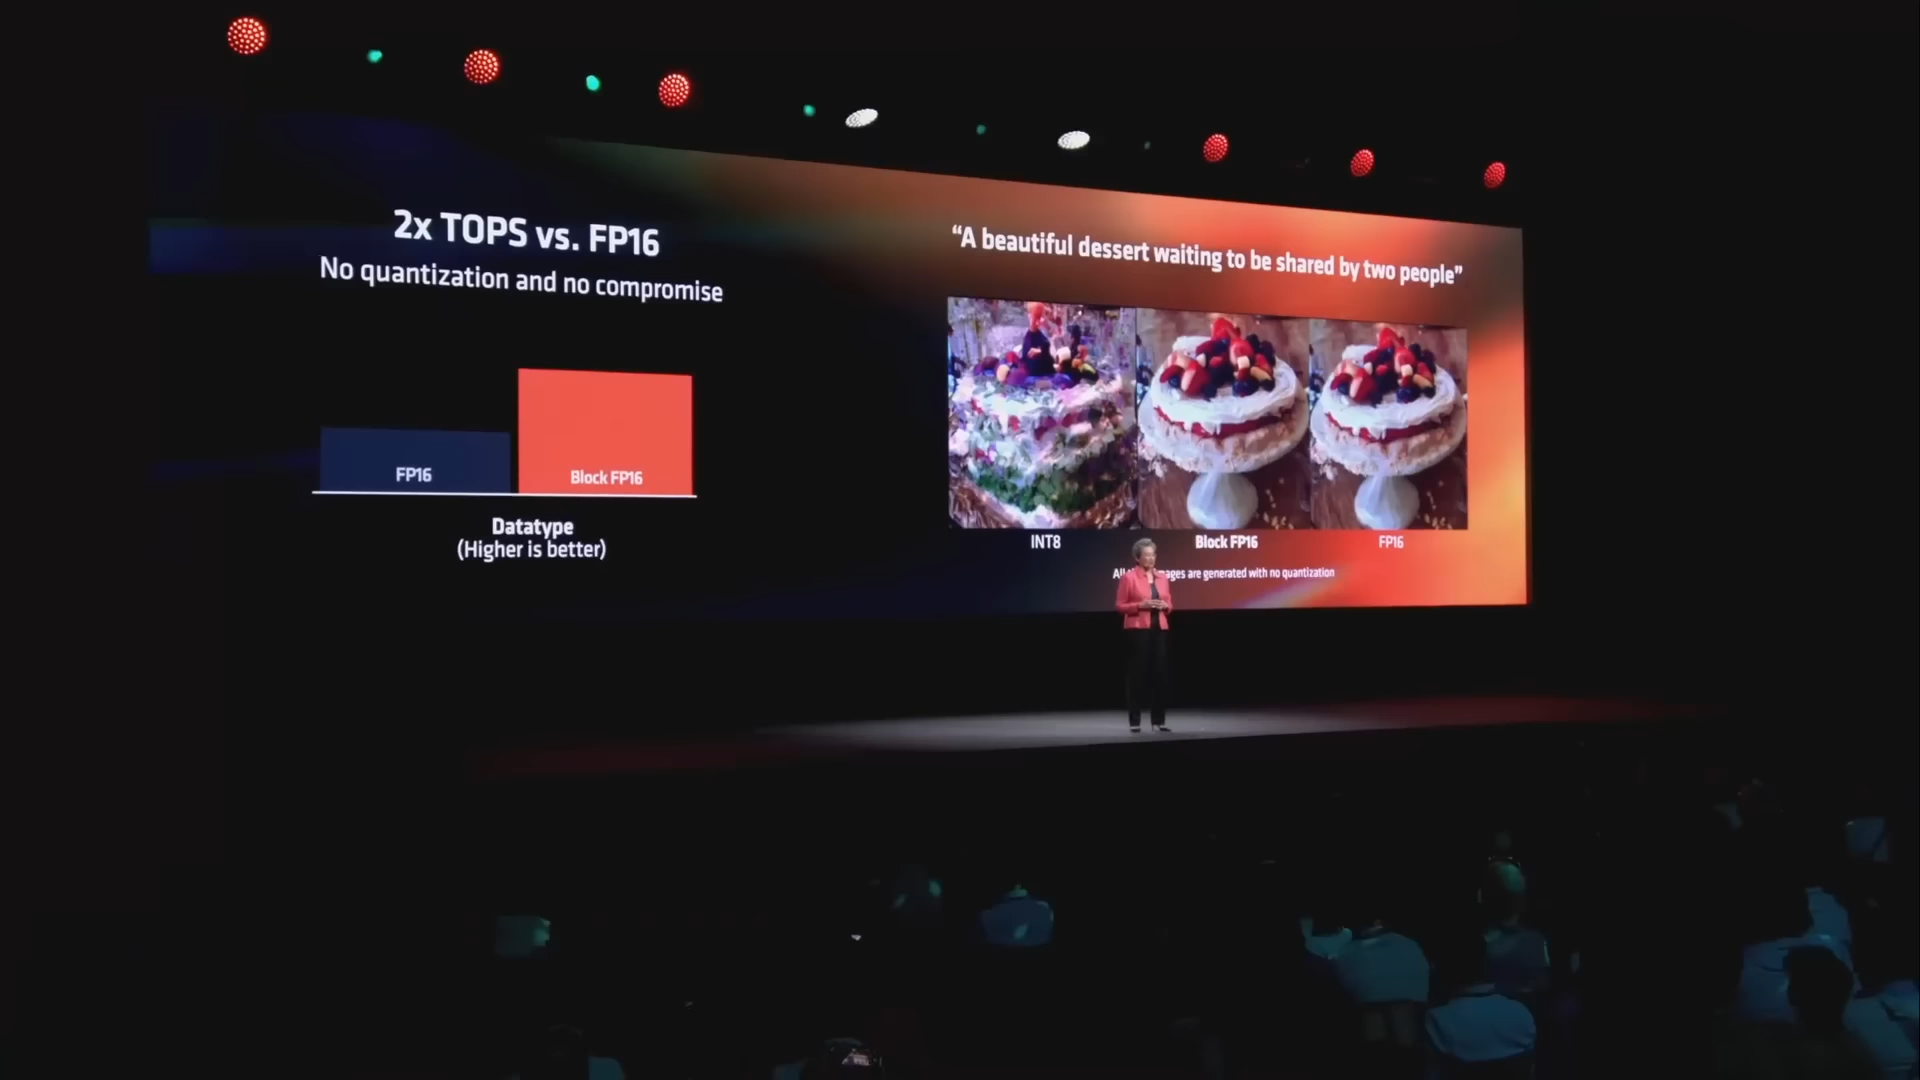 2x TOPS vs. FP16
No quantization and no compromise
FP16
Block FP16
Datatype
(Higher is better)
“A beautiful dessert waiting to be shared by two people”
INT8
Block FP16
FP16
are generated with no quantization